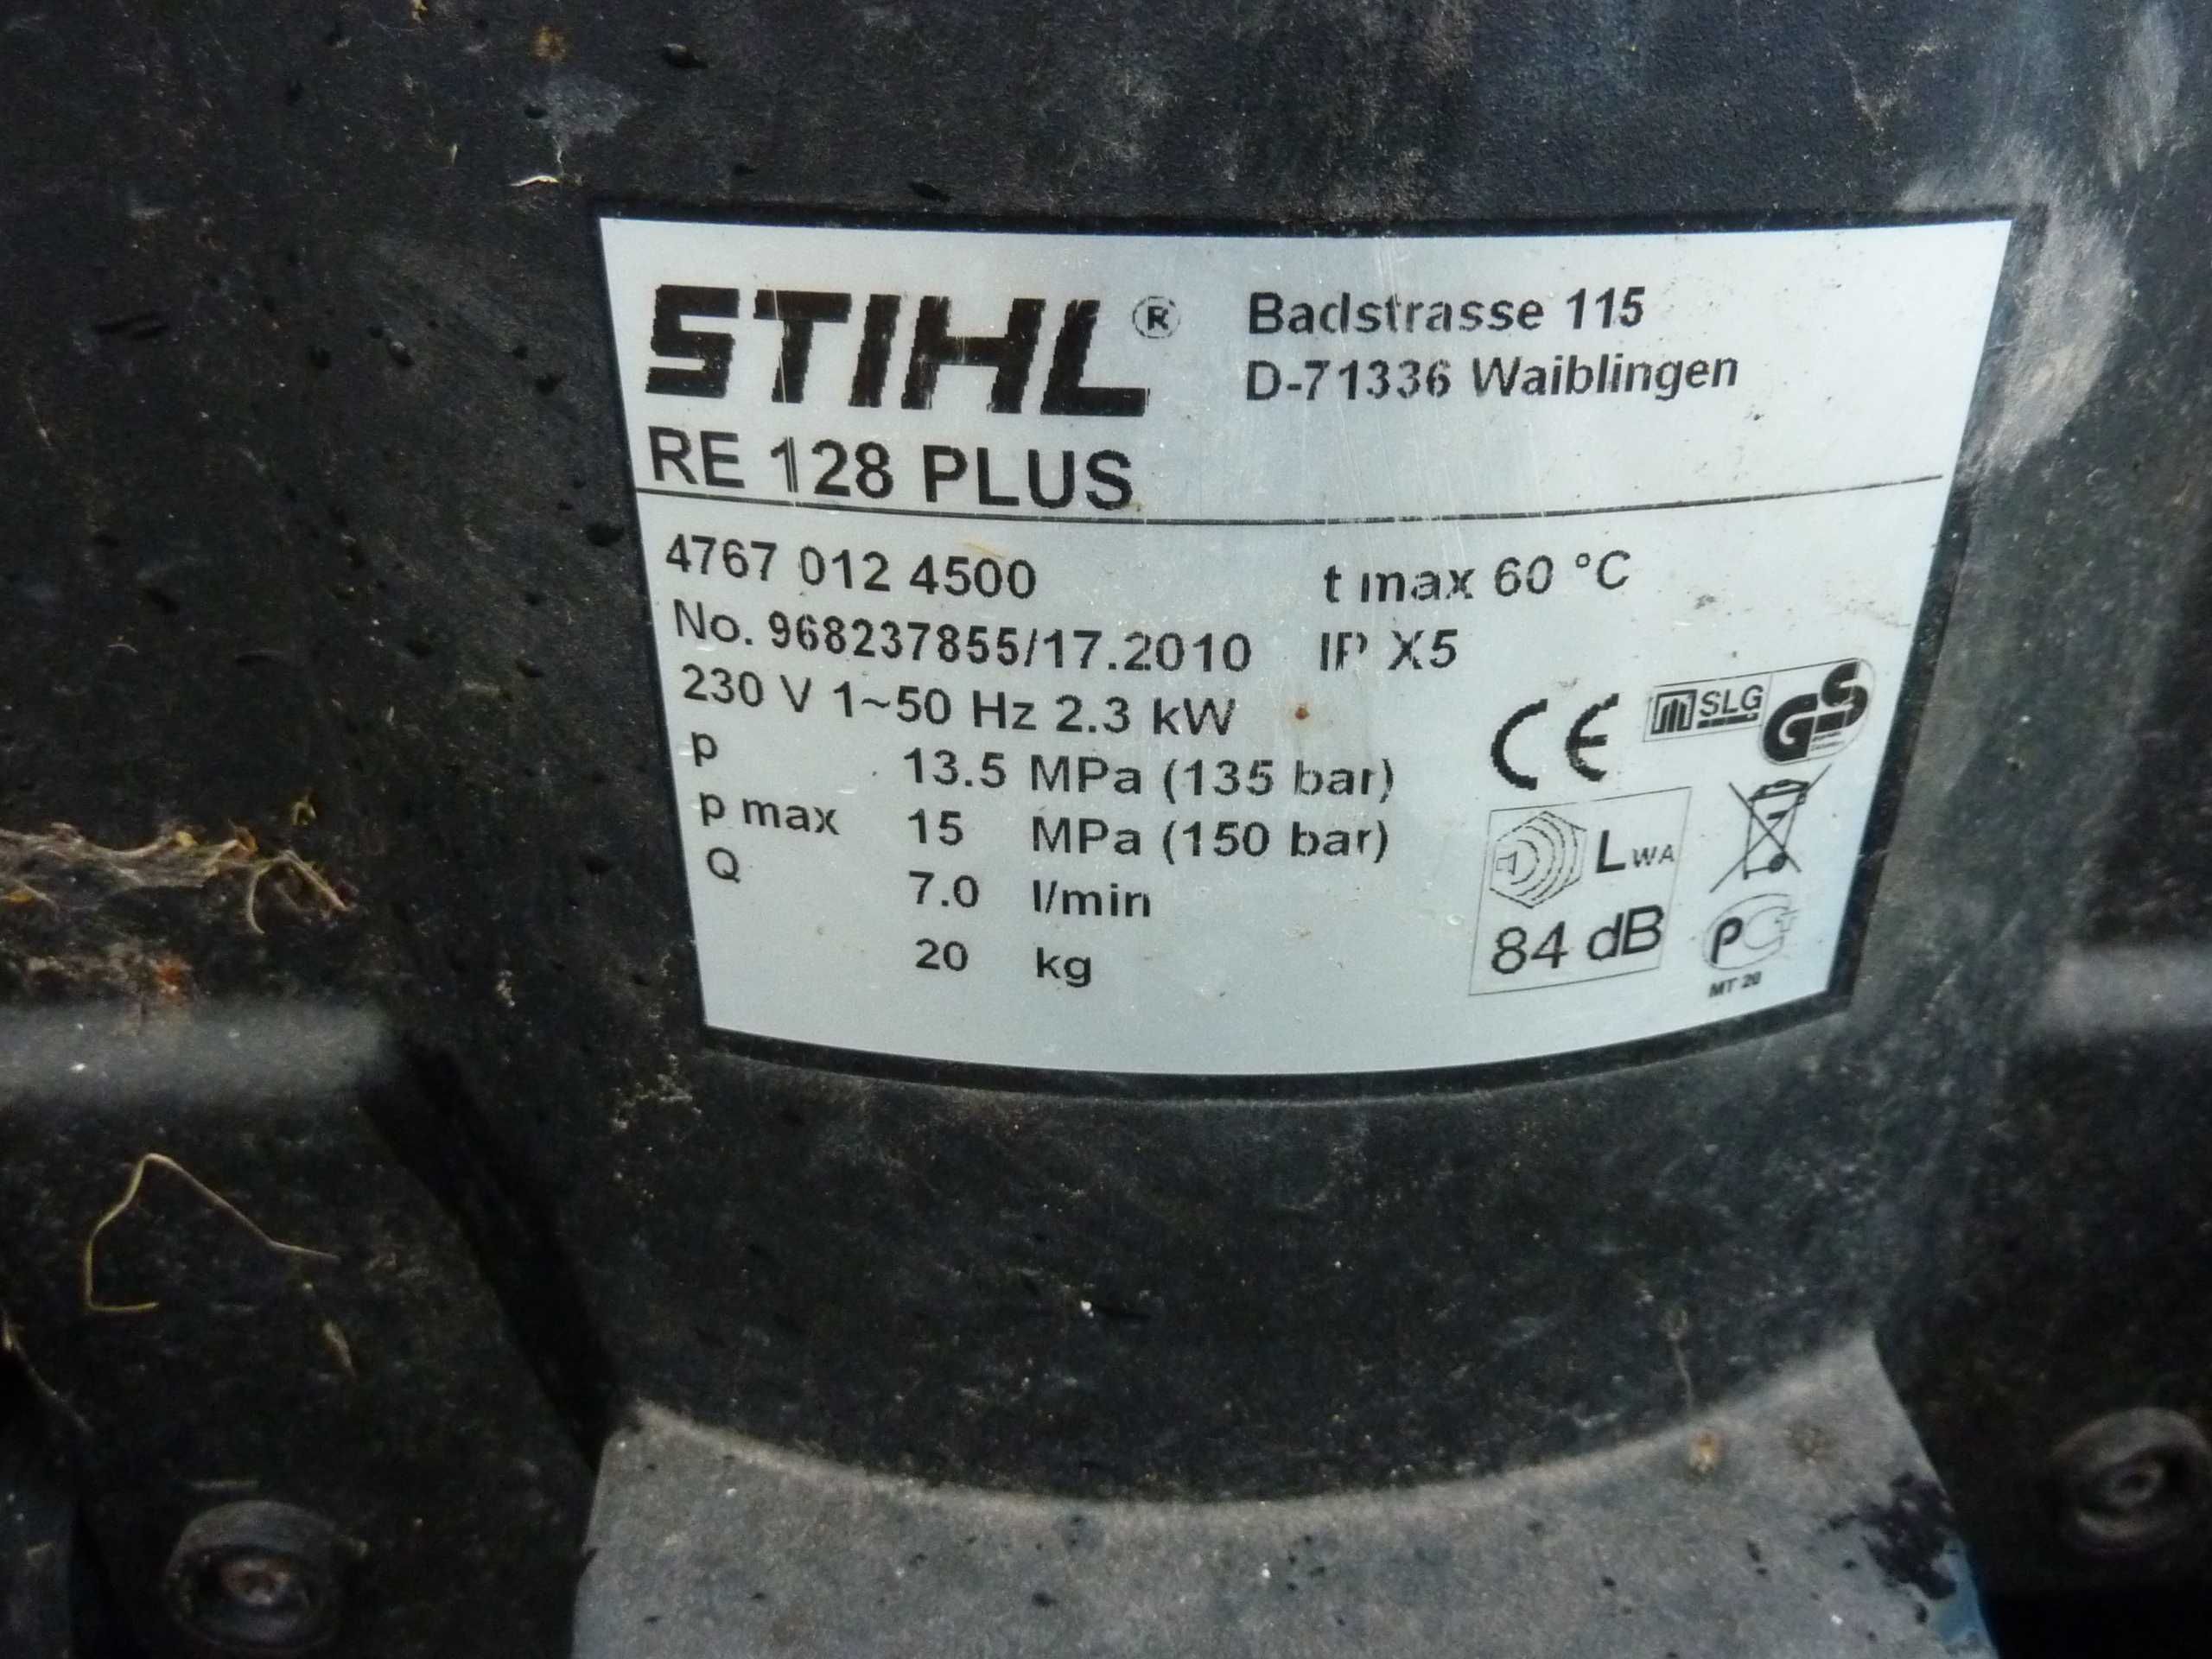 STIHL® Badstrasse 115
D-71336 Waiblingen
RE 128 PLUS
4767 012 4500 t max 60 °C
No. 968237855/17.2010 IP X5
230 V 1~50 Hz 2.3 kW
p 13.5 MPa (135 bar)
p max 15 MPa (150 bar)
Q 7.0 l/min
20 kg
CE SLG GS
LWA
84 dB
PC
MT 20